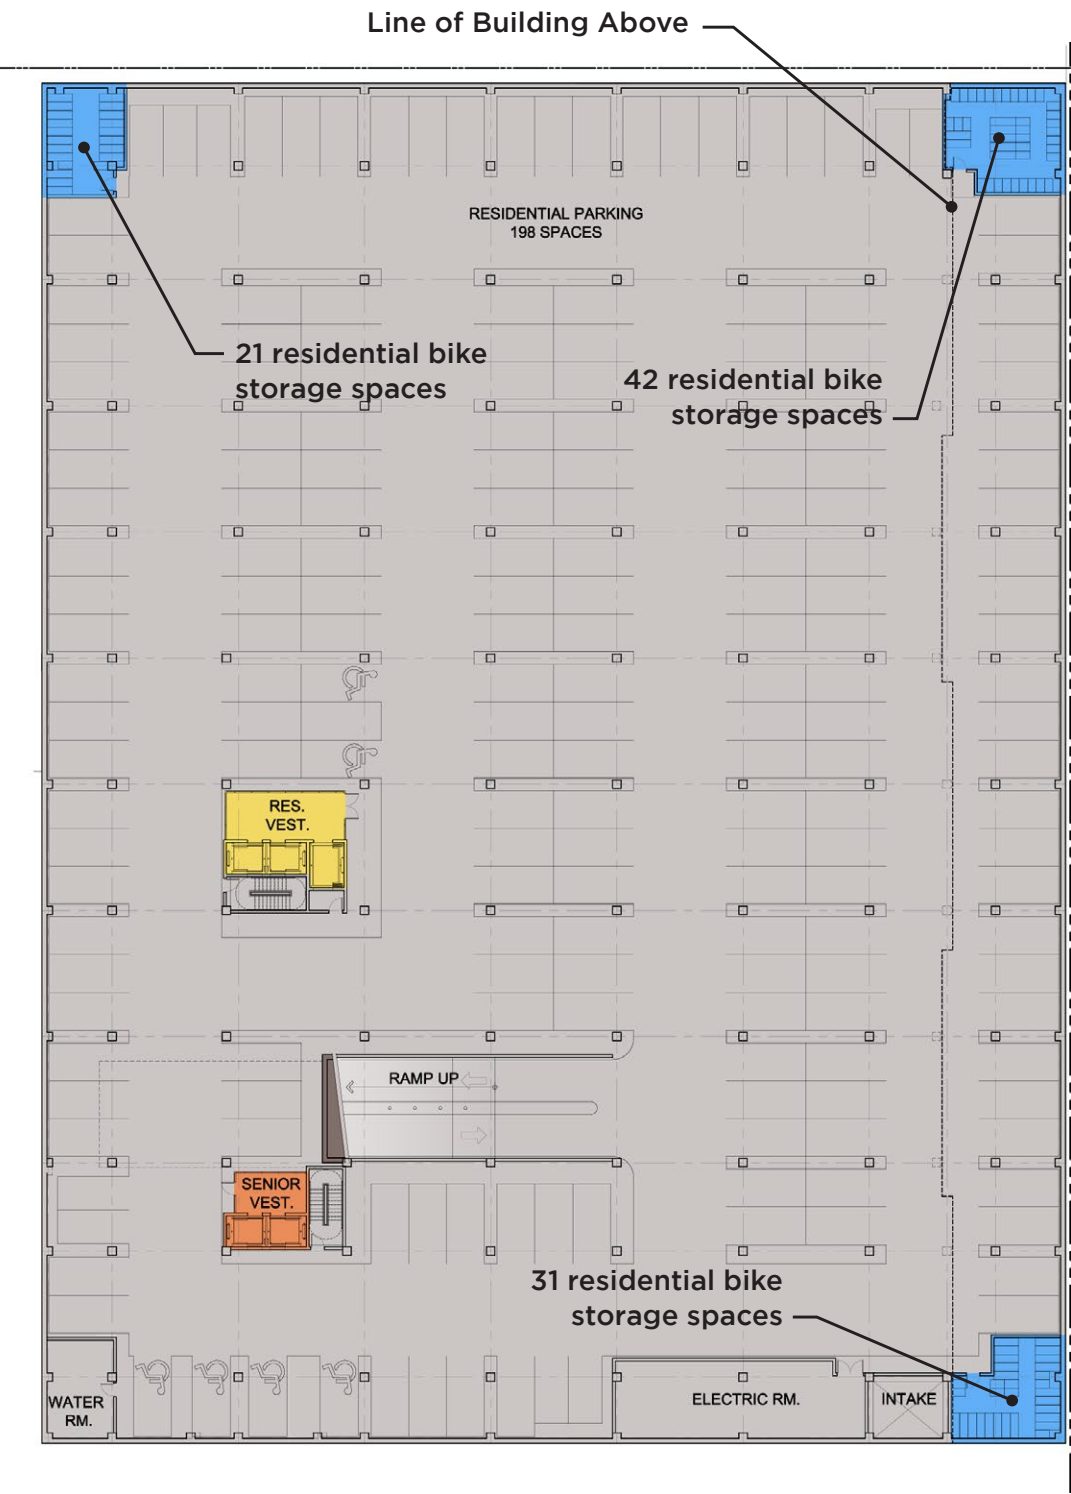 Line of Building Above
RESIDENTIAL PARKING
198 SPACES
21 residential bike
storage spaces
42 residential bike
storage spaces
RES.
VEST.
RAMP UP
SENIOR
VEST.
31 residential bike
storage spaces
WATER
RM.
ELECTRIC RM.
INTAKE